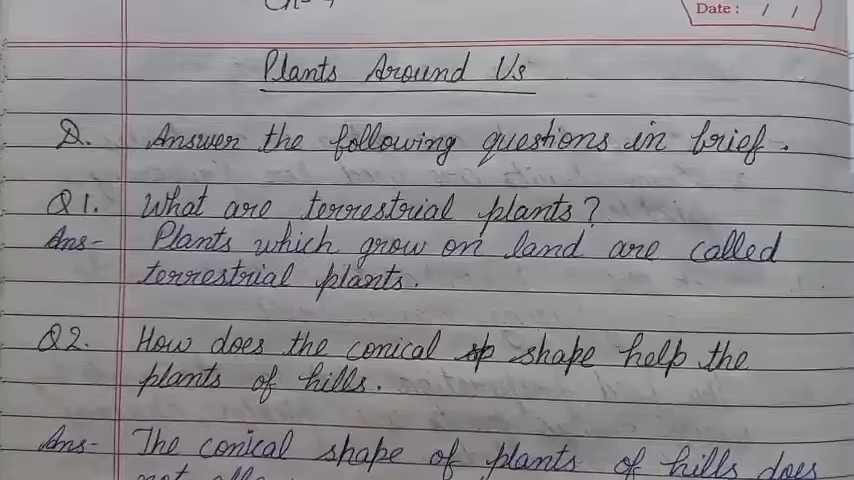 Date : / /
Plants Around Us
D. Answer the following questions in brief.
Q1. What are terrestrial plants?
Ans- Plants which grow on land are called
terrestrial plants.
Q2. How does the conical shape help the
plants of hills.
Ans- The conical shape of plants of hills does
not